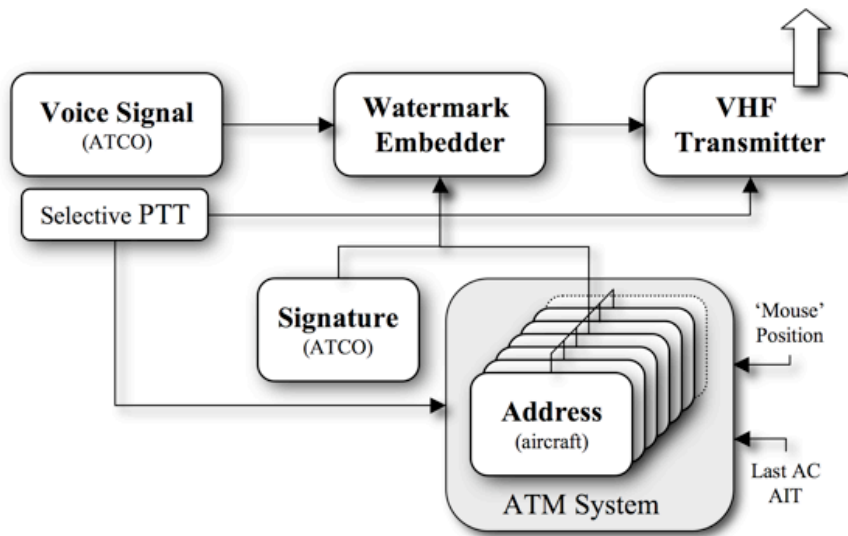 Voice Signal
(ATCO)
Watermark
Embedder
VHF
Transmitter
Selective PTT
Signature
(ATCO)
Address
(aircraft)
ATM System
‘Mouse’
Position
Last AC
AIT